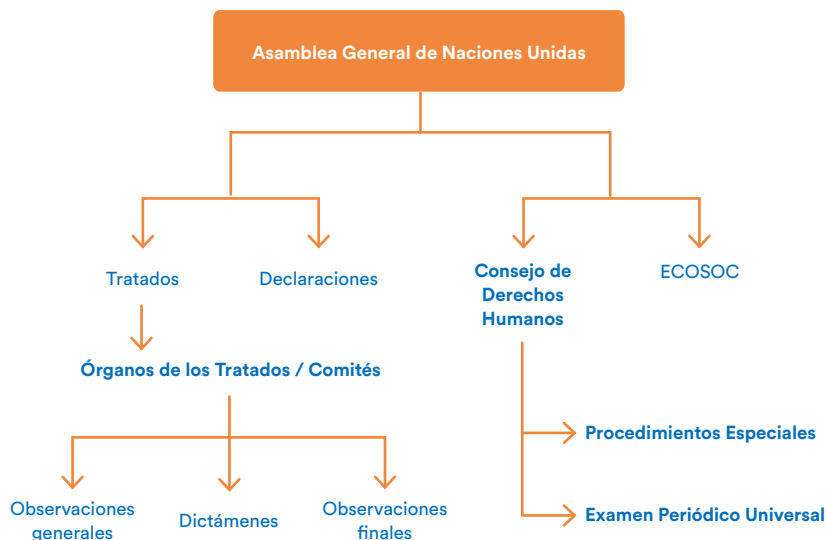 Asamblea General de Naciones Unidas
Tratados
Declaraciones
Consejo de
Derechos
Humanos
ECOSOC
Órganos de los Tratados / Comités
Procedimientos Especiales
Observaciones
generales
Dictámenes
Observaciones
finales
Examen Periódico Universal